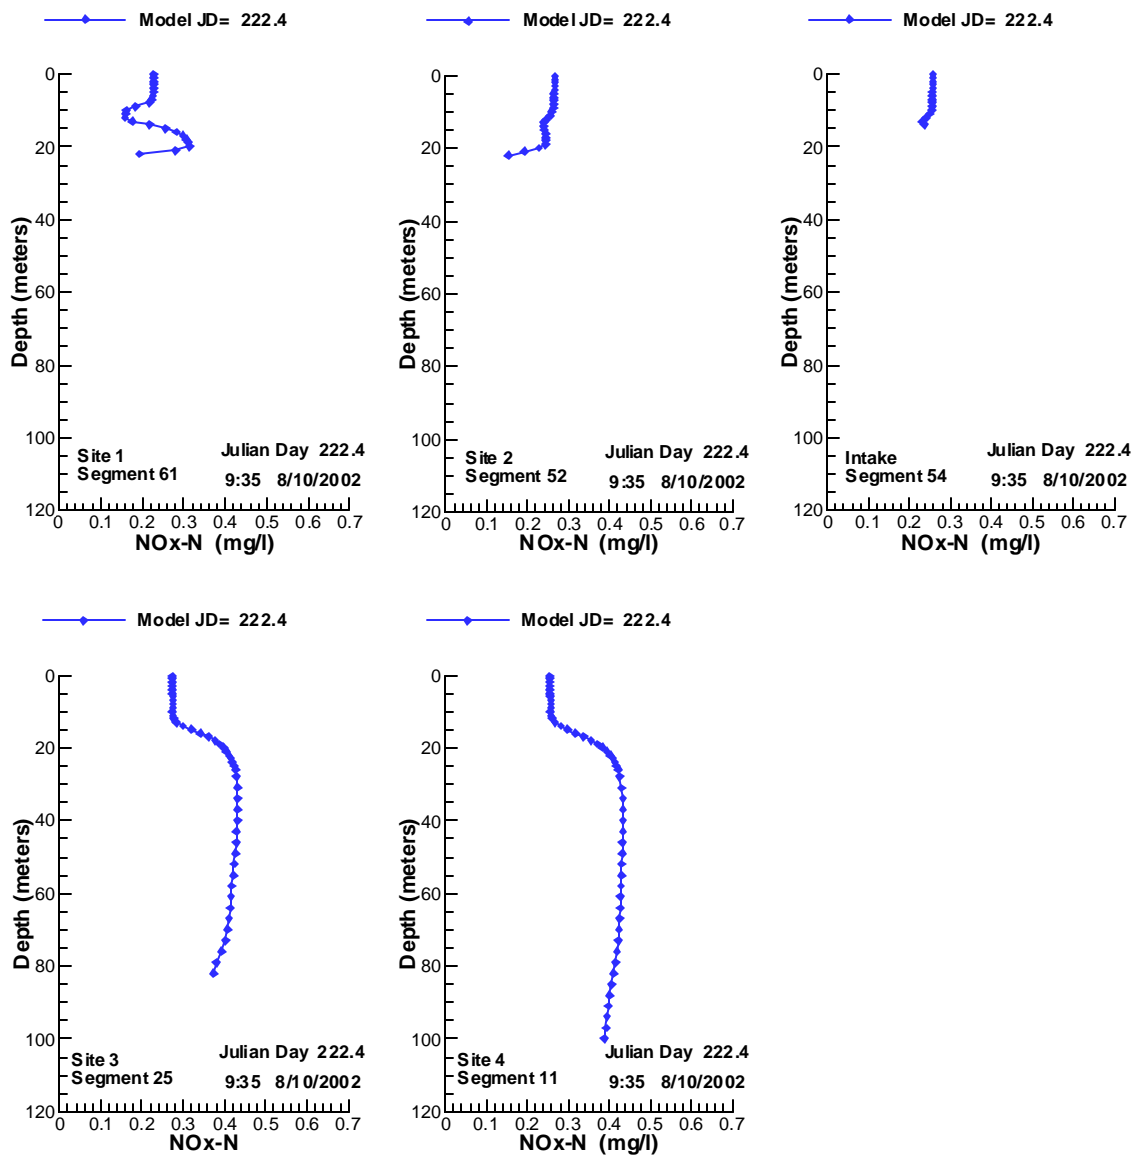 Model JD= 222.4
0
20
40
60
80
100
120
Depth (meters)
Site 1
Segment 61
Julian Day 222.4
9:35 8/10/2002
0 0.1 0.2 0.3 0.4 0.5 0.6 0.7
NOx-N (mg/l)
Model JD= 222.4
0
20
40
60
80
100
120
Depth (meters)
Site 2
Segment 52
Julian Day 222.4
9:35 8/10/2002
0 0.1 0.2 0.3 0.4 0.5 0.6 0.7
NOx-N (mg/l)
Model JD= 222.4
0
20
40
60
80
100
120
Depth (meters)
Intake
Segment 54
Julian Day 222.4
9:35 8/10/2002
0 0.1 0.2 0.3 0.4 0.5 0.6 0.7
NOx-N (mg/l)
Model JD= 222.4
0
20
40
60
80
100
120
Depth (meters)
Site 3
Segment 25
Julian Day 222.4
9:35 8/10/2002
0 0.1 0.2 0.3 0.4 0.5 0.6 0.7
NOx-N
Model JD= 222.4
0
20
40
60
80
100
120
Depth (meters)
Site 4
Segment 11
Julian Day 222.4
9:35 8/10/2002
0 0.1 0.2 0.3 0.4 0.5 0.6 0.7
NOx-N (mg/l)